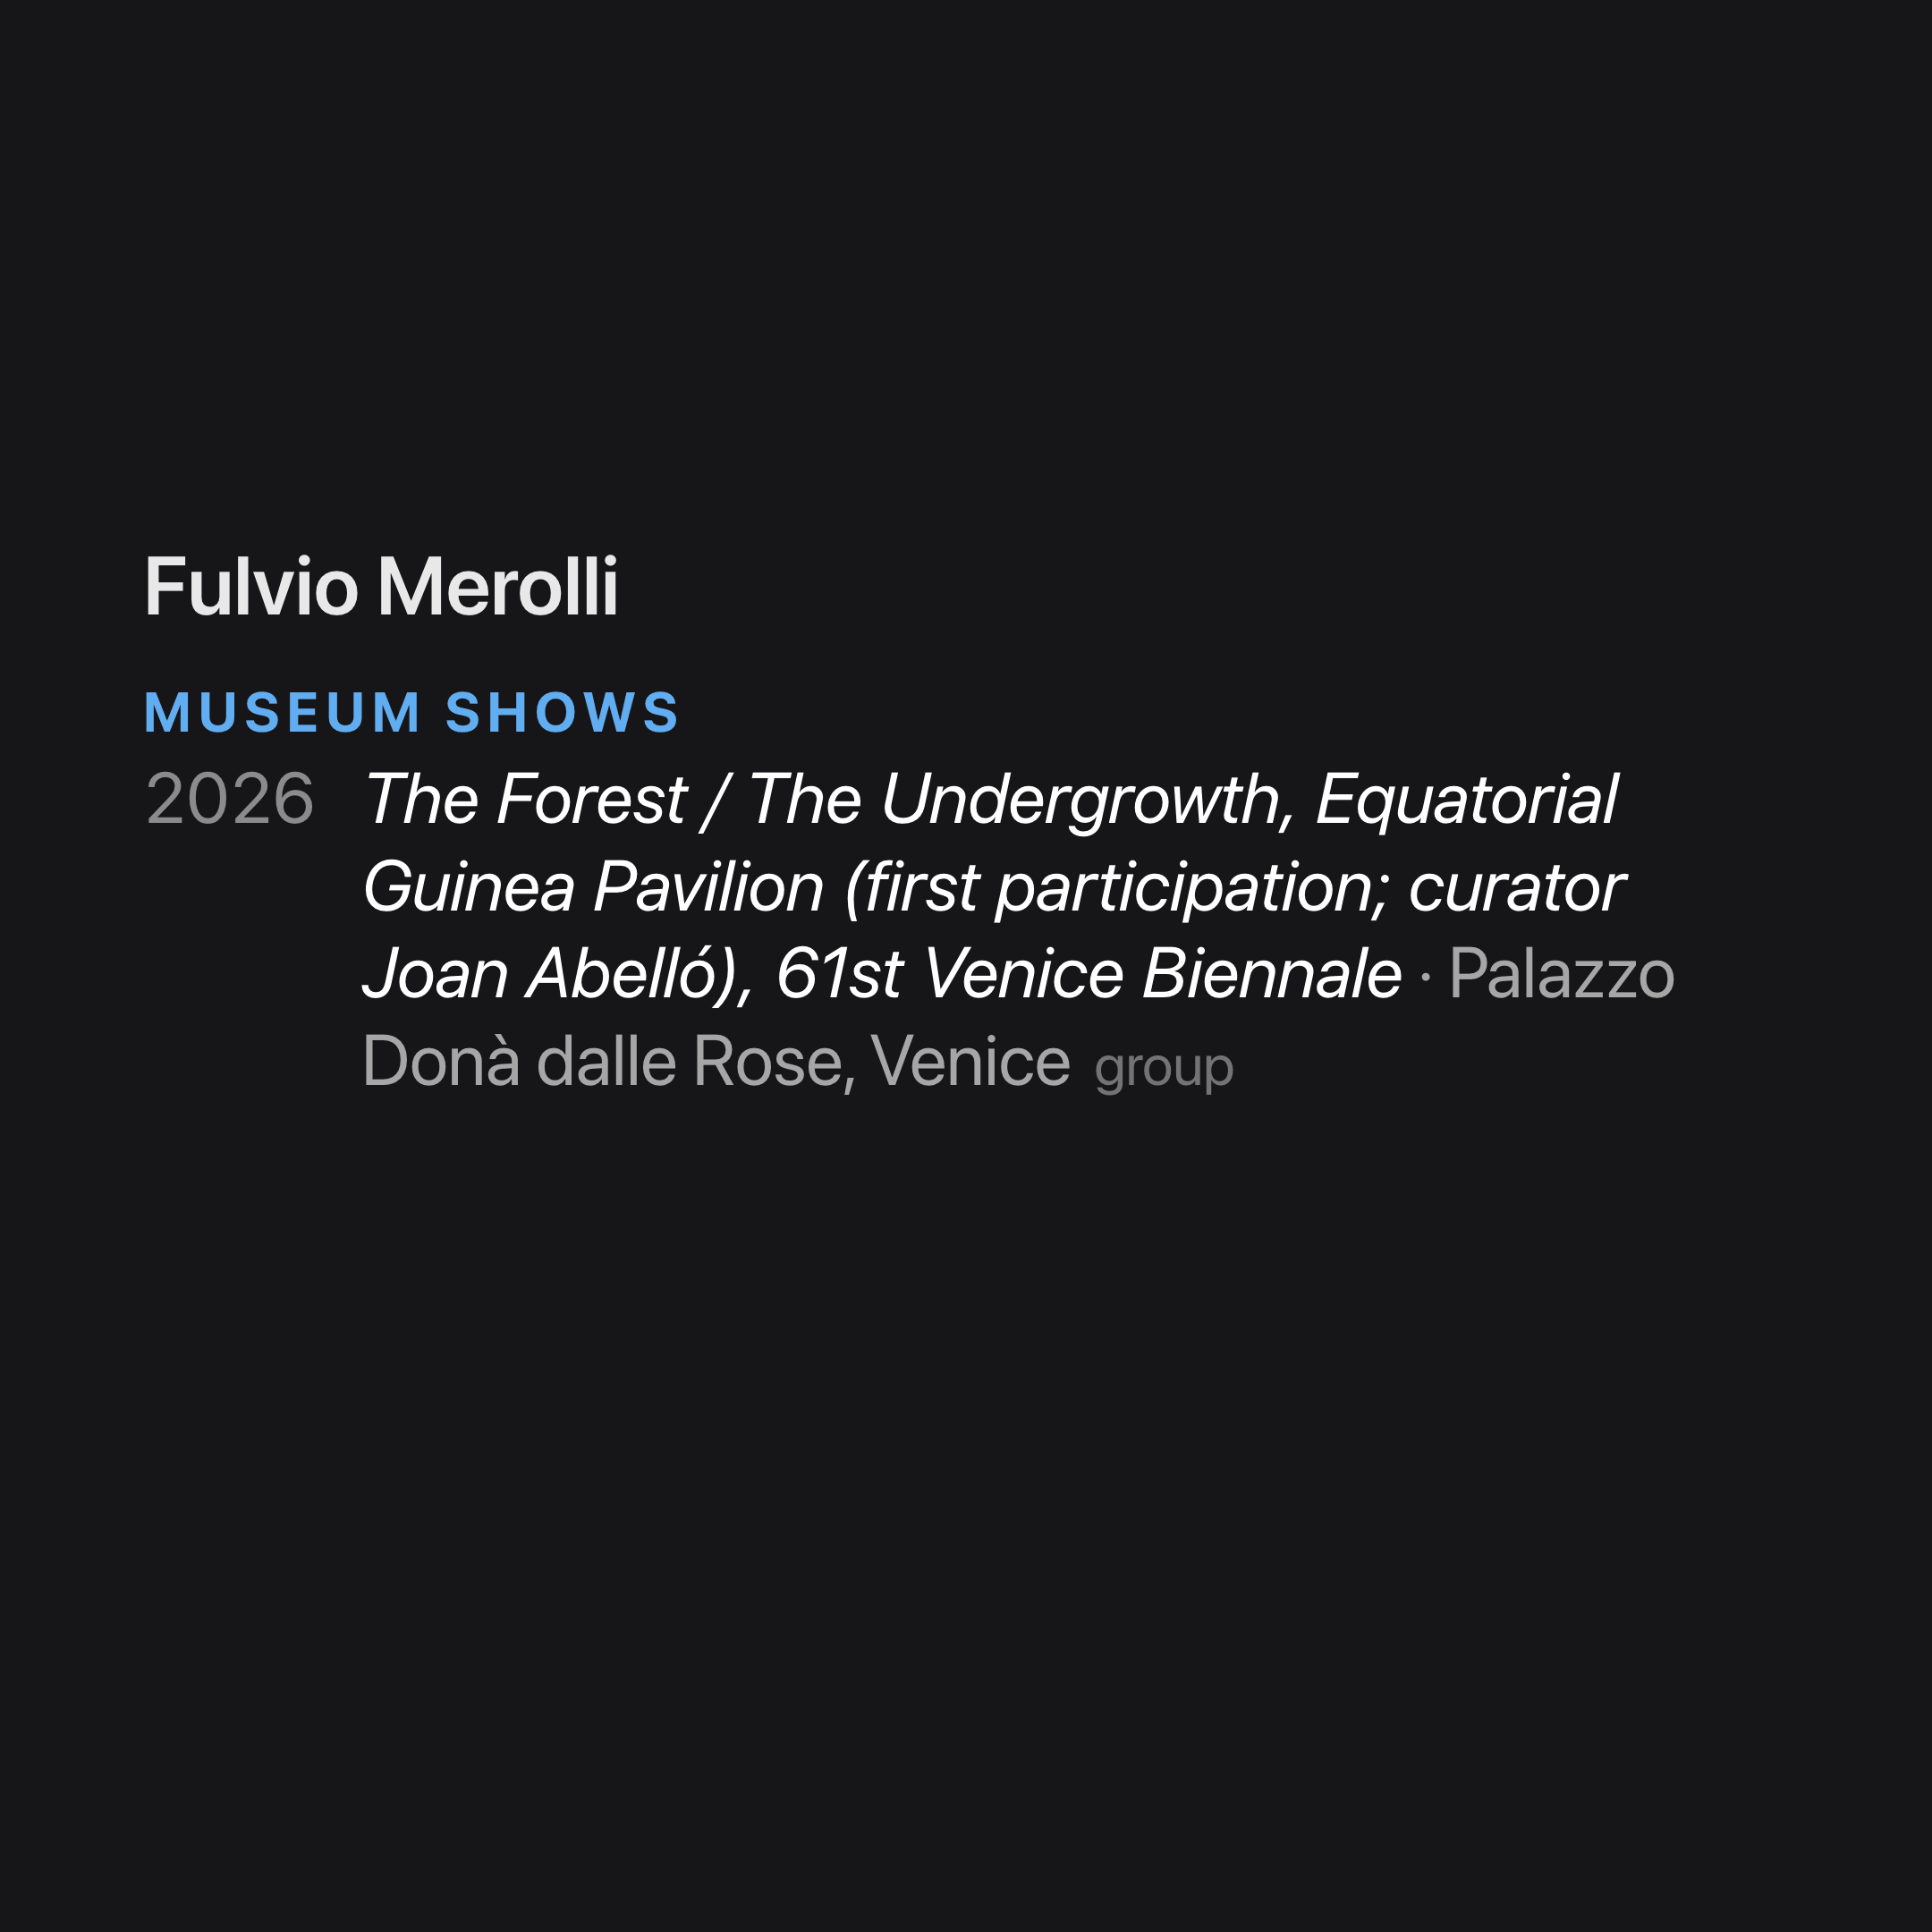 Fulvio Merolli
MUSEUM SHOWS
2026 The Forest / The Undergrowth, Equatorial
Guinea Pavilion (first participation; curator
Joan Abelló), 61st Venice Biennale · Palazzo
Donà dalle Rose, Venice group